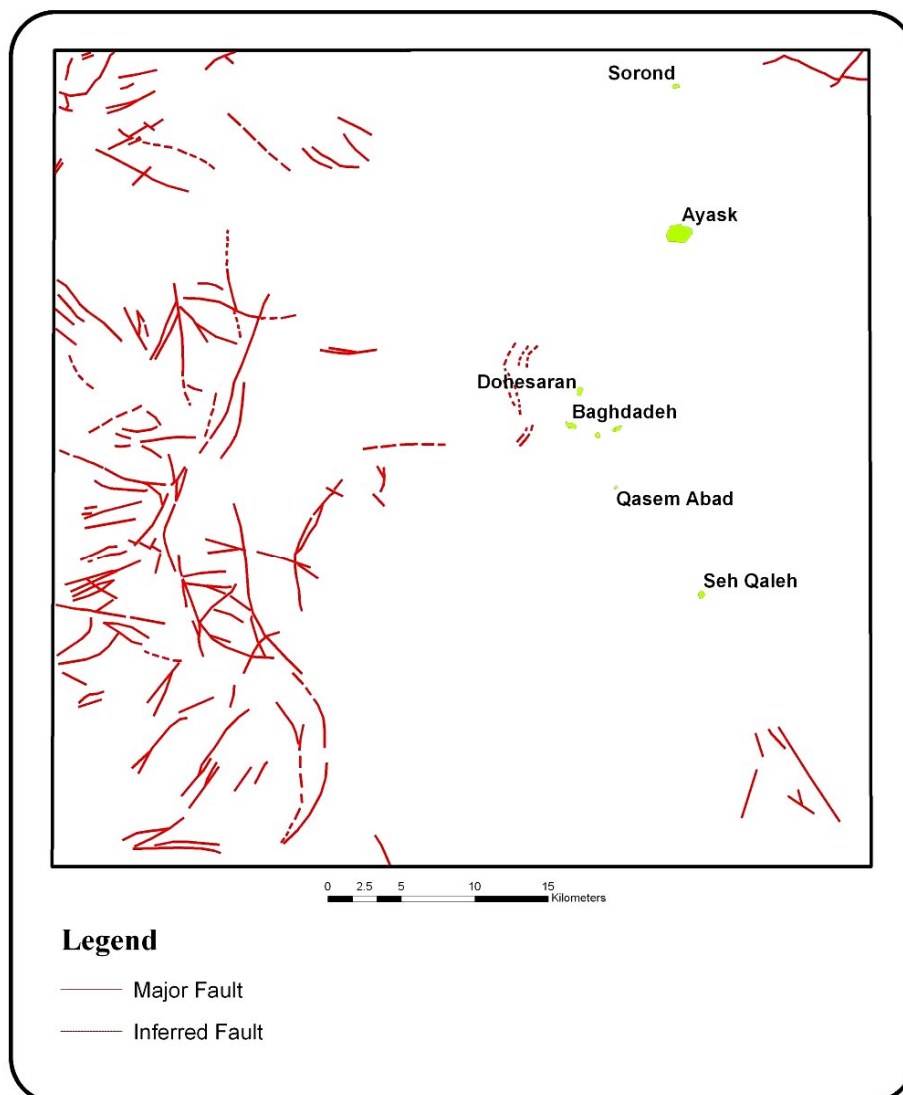 Sorond
Ayask
Dohesaran
Baghdadeh
Qasem Abad
Seh Qaleh
0 2.5 5 10 15
Kilometers
Legend
Major Fault
Inferred Fault